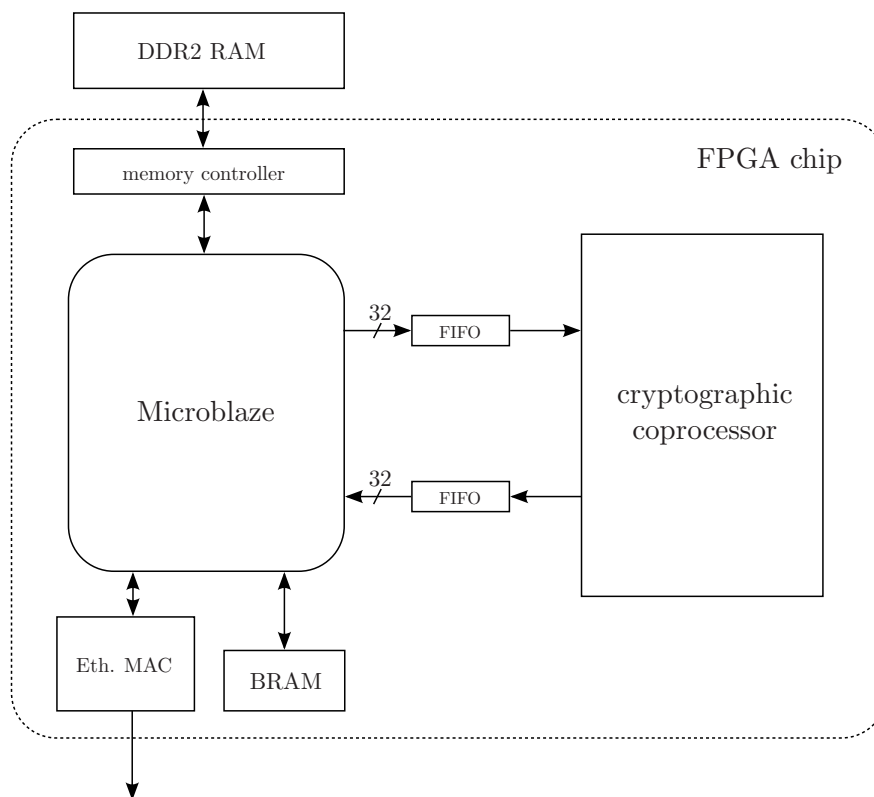 DDR2 RAM
FPGA chip
memory controller
32
FIFO
cryptographic
coprocessor
Microblaze
32
FIFO
Eth. MAC
BRAM